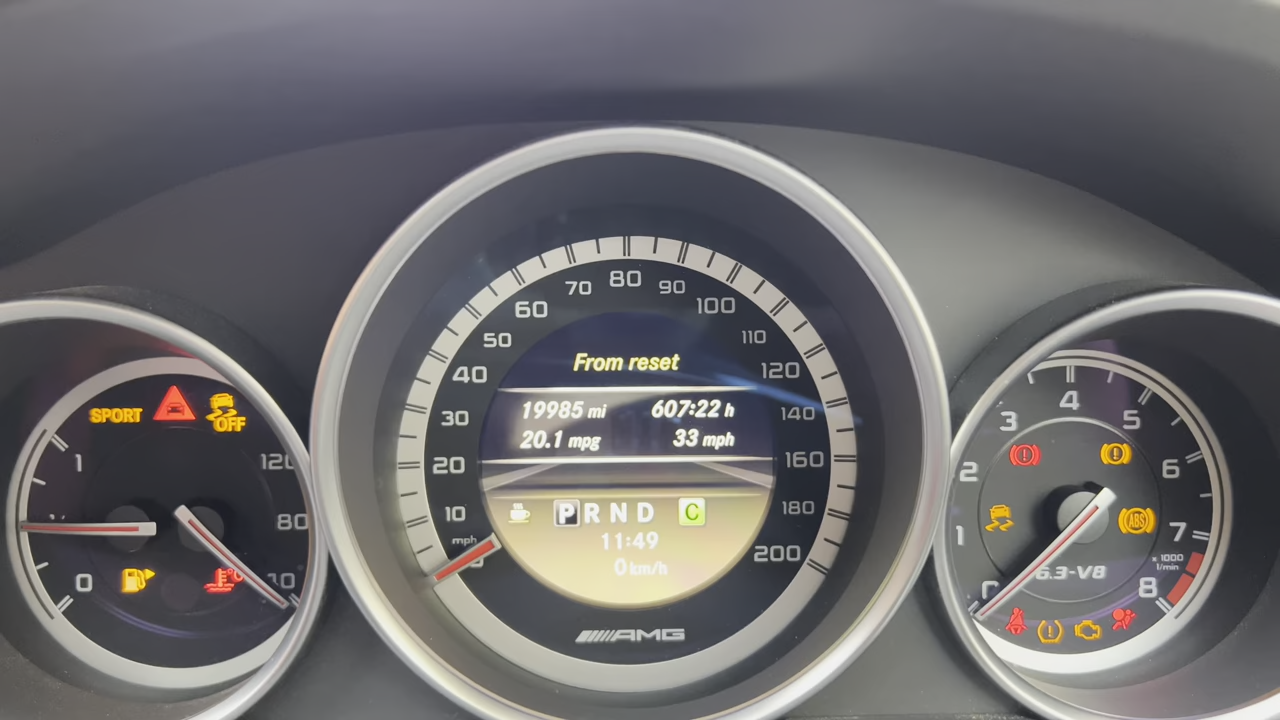 SPORT
OFF
1
0
120
80
40
mph
10
20
30
40
50
60
70
80
90
100
110
120
140
160
180
200
From reset
19985 mi 607:22 h
20.1 mpg 33 mph
P R N D C
11:49
0 km/h
AMG
0
1
2
3
4
5
6
7
8
x 1000
l/min
ABS
6.3-V8